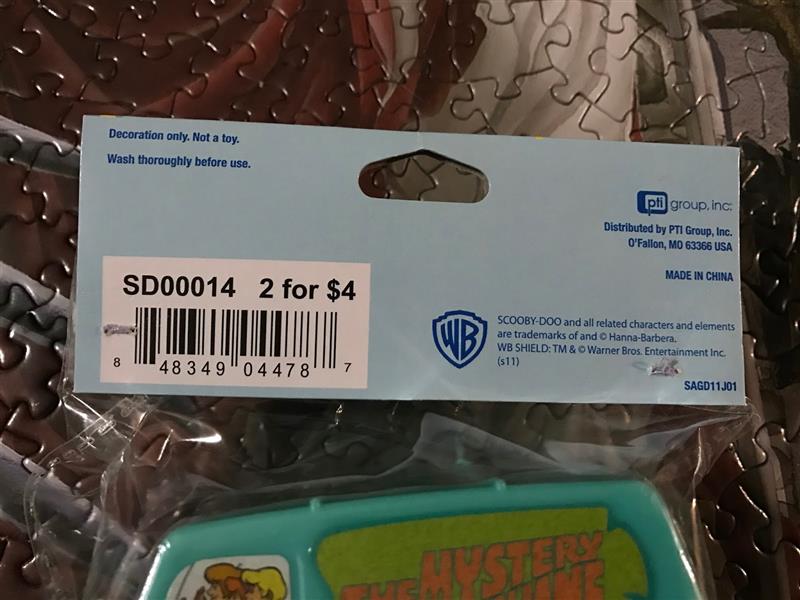 Decoration only. Not a toy.
Wash thoroughly before use.
pti group, inc.
Distributed by PTI Group, Inc.
O'Fallon, MO 63366 USA
MADE IN CHINA
SD00014 2 for $4
8 48349 04478 7
WB
SCOOBY-DOO and all related characters and elements
are trademarks of and © Hanna-Barbera.
WB SHIELD: TM & © Warner Bros. Entertainment Inc.
(s11)
SAGD11J01
THE MYSTERY